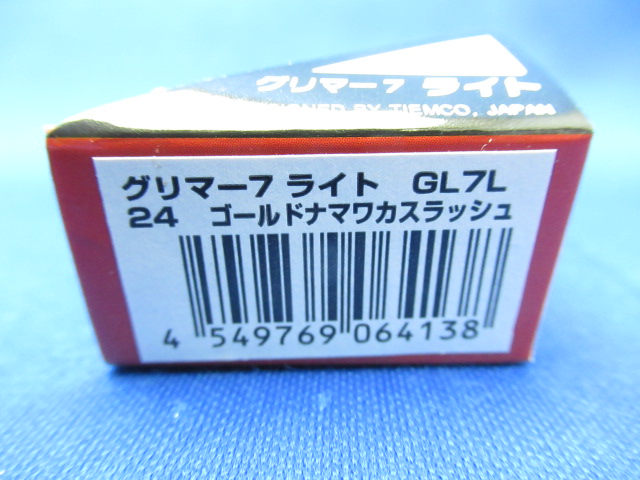 グリマー7 ライト
BY TIEMCO, JAPAN
グリマー7 ライト GL7L
24 ゴールドナマワカスラッシュ
4 549769 064138